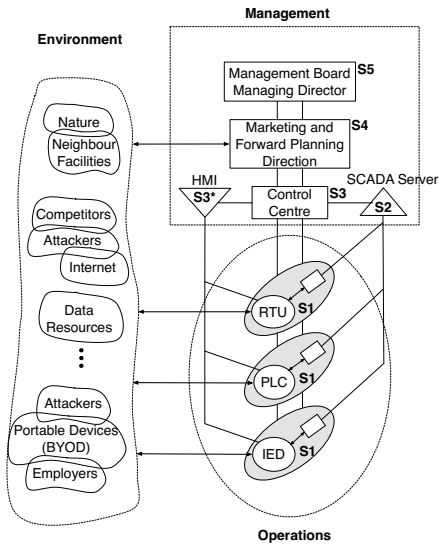 Management
Environment
Management Board
Managing Director
S5
Nature
Neighbour
Facilities
Marketing and
Forward Planning
Direction
S4
HMI
S3*
Control
Centre
S3
SCADA Server
S2
Competitors
Attackers
Internet
Data
Resources
RTU
S1
PLC
S1
Attackers
Portable Devices
(BYOD)
Employers
IED
S1
Operations